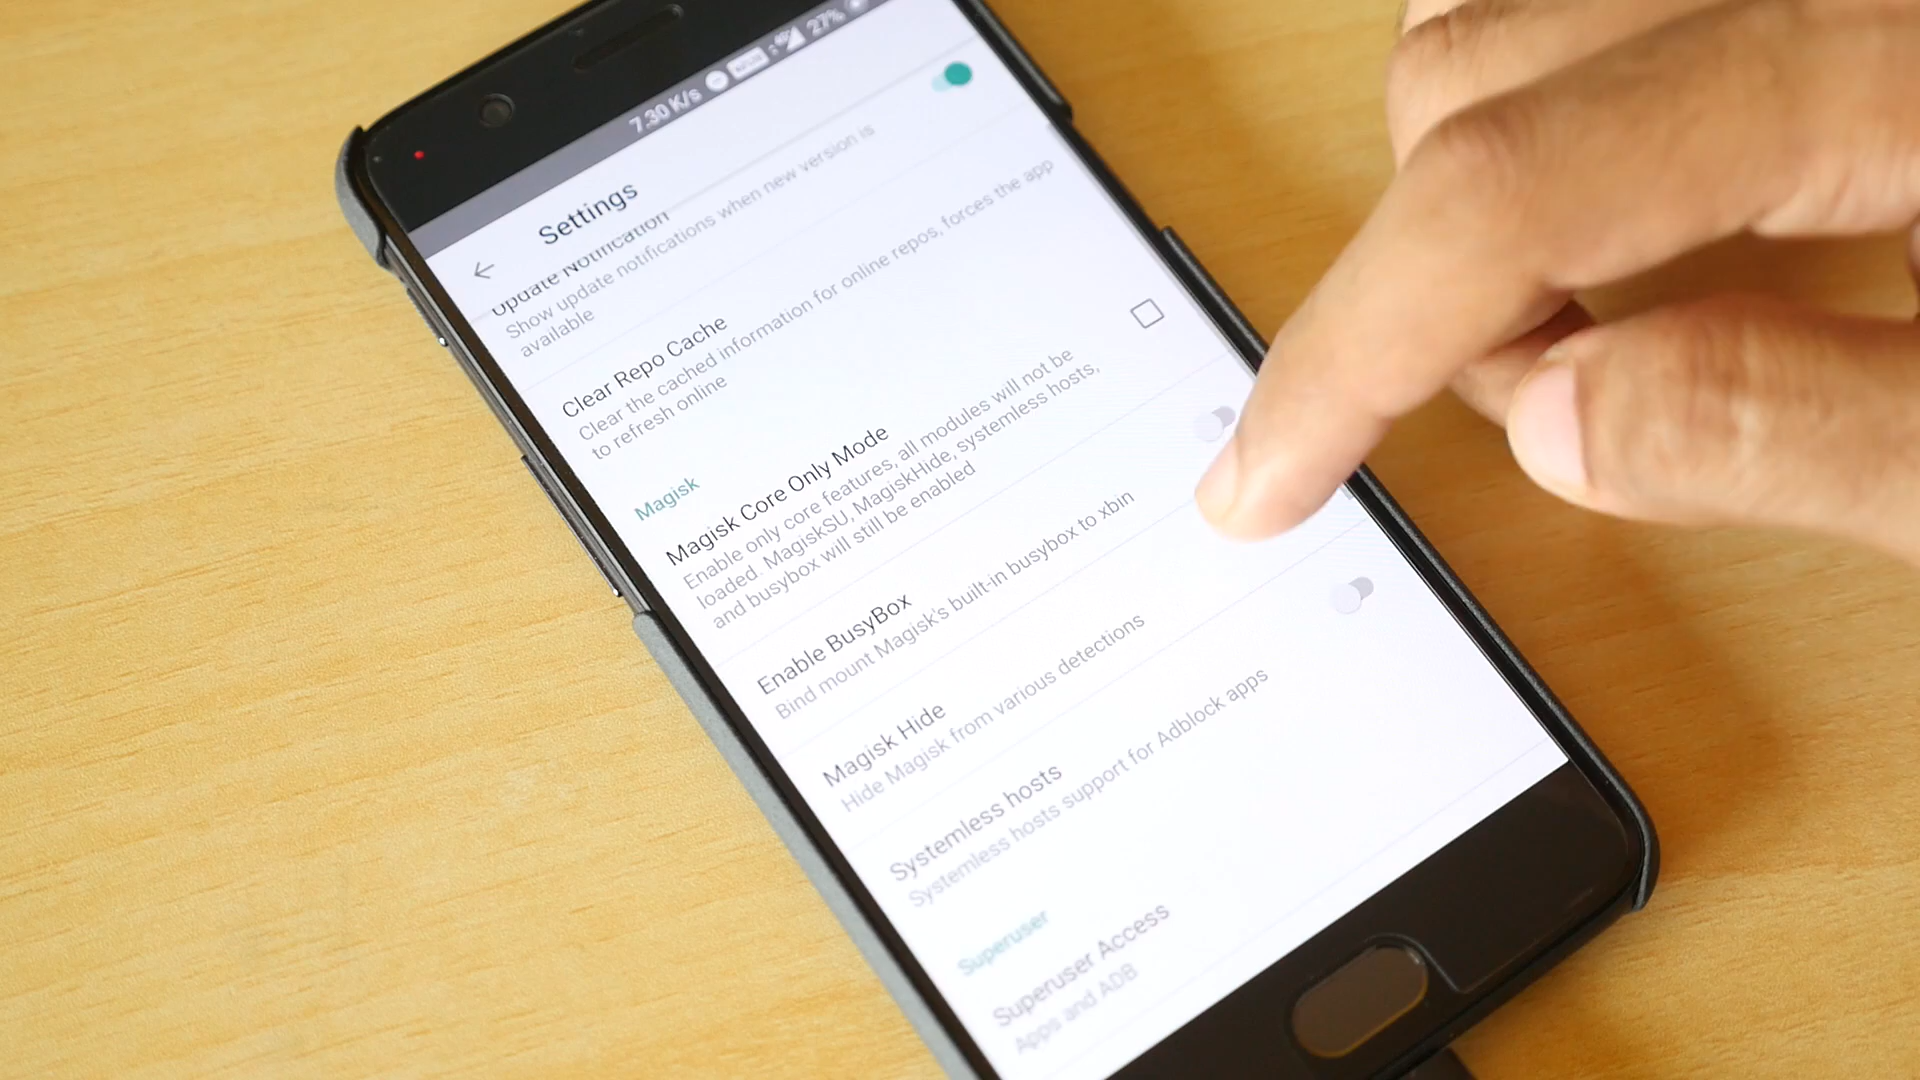 7.30 K/s
27%
Settings
Update Notification
Show update notifications when new version is
available
Clear Repo Cache
Clear the cached information for online repos, forces the app
to refresh online
Magisk
Magisk Core Only Mode
Enable only core features, all modules will not be
loaded. MagiskSU, MagiskHide, systemless hosts,
and busybox will still be enabled
Enable BusyBox
Bind mount Magisk's built-in busybox to xbin
Magisk Hide
Hide Magisk from various detections
Systemless hosts
Systemless hosts support for Adblock apps
Superuser
Superuser Access
Apps and ADB